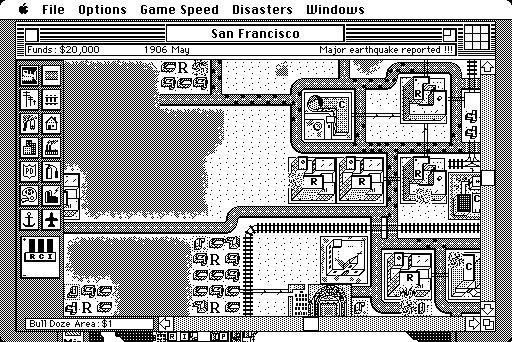 File Options Game Speed Disasters Windows
San Francisco
Funds: $20,000 1906 May Major earthquake reported !!!
R
C
R
R
R
R
R
R
C
R
R C I
R
Bull Doze Area: $1